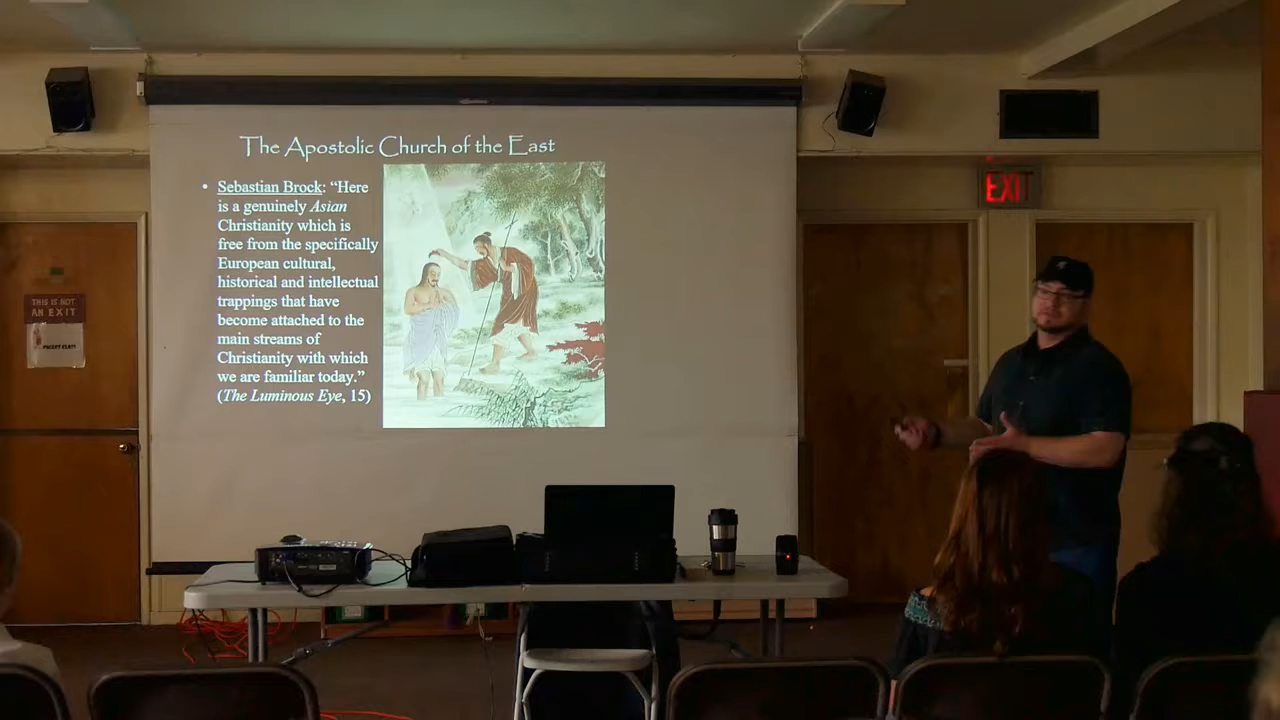 The Apostolic Church of the East
• Sebastian Brock: “Here
is a genuinely Asian
Christianity which is
free from the specifically
European cultural,
historical and intellectual
trappings that have
become attached to the
main streams of
Christianity with which
we are familiar today.”
(The Luminous Eye, 15)
EXIT
THIS IS NOT
AN EXIT